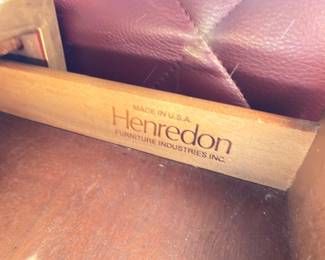 MADE IN U.S.A.
Henredon
FURNITURE INDUSTRIES INC.